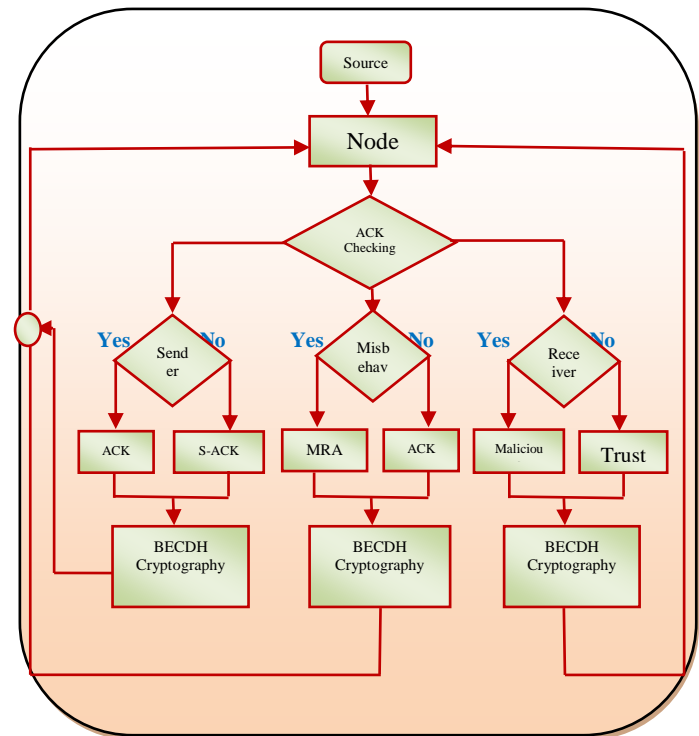 Source
Node
ACK
Checking
Yes
No
Yes
No
Yes
No
Send
er
Misb
ehav
Rece
iver
ACK
S-ACK
MRA
ACK
Maliciou
Trust
BECDH
Cryptography
BECDH
Cryptography
BECDH
Cryptography